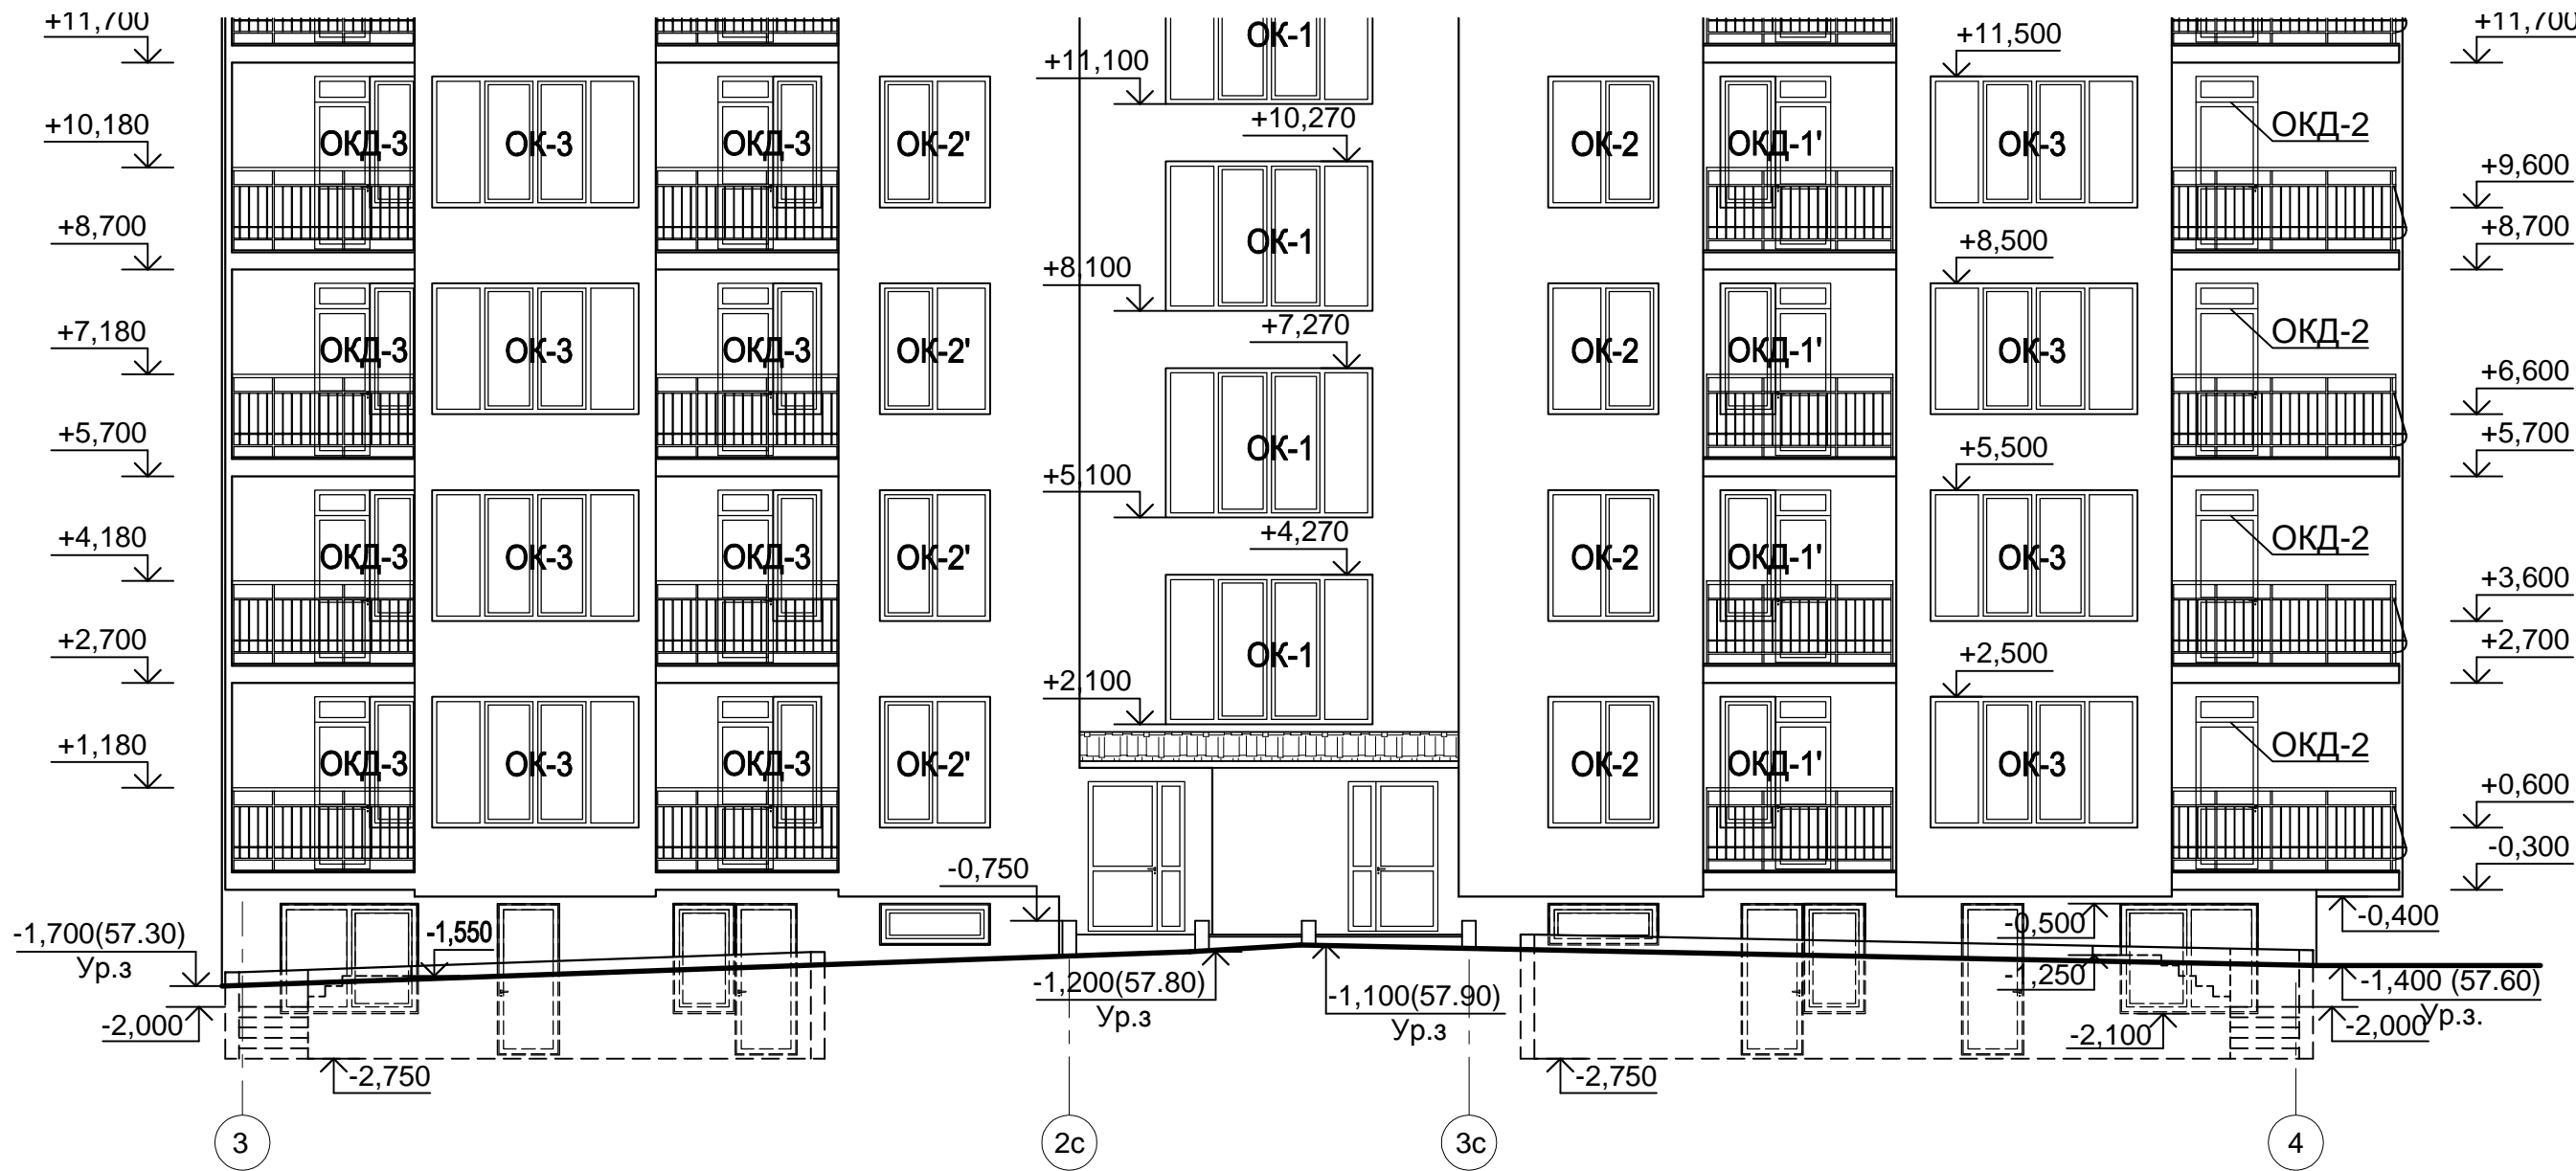 +11,700
ОК-1
+11,500
+11,700
+11,100
+10,180
ОКД-3
ОК-3
ОКД-3
ОК-2'
+10,270
ОК-2
ОКД-1'
ОК-3
ОКД-2
+9,600
+8,700
ОК-1
+8,500
+8,700
+8,100
+7,180
ОКД-3
ОК-3
ОКД-3
ОК-2'
+7,270
ОК-2
ОКД-1'
ОК-3
ОКД-2
+6,600
+5,700
ОК-1
+5,500
+5,700
+5,100
+4,180
ОКД-3
ОК-3
ОКД-3
ОК-2'
+4,270
ОК-2
ОКД-1'
ОК-3
ОКД-2
+3,600
+2,700
ОК-1
+2,500
+2,700
+2,100
+1,180
ОКД-3
ОК-3
ОКД-3
ОК-2'
ОК-2
ОКД-1'
ОК-3
ОКД-2
+0,600
-0,300
-0,750
-1,700(57.30)
Ур.з
-1,550
-0,500
-0,400
-1,200(57.80)
Ур.з
-1,100(57.90)
Ур.з
-1,250
-1,400 (57.60)
Ур.з.
-2,000
-2,100
-2,000
-2,750
-2,750
3
2с
3с
4